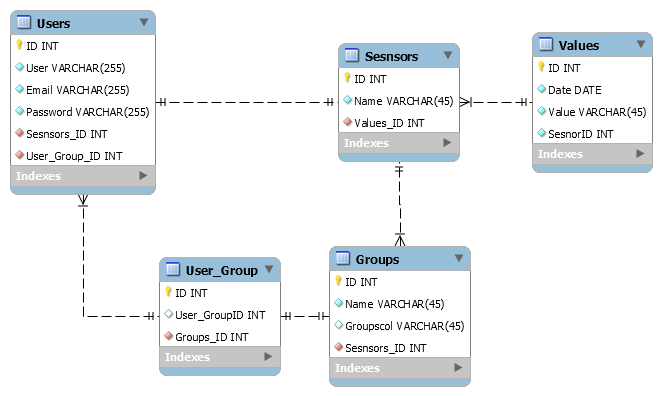 Users
ID INT
User VARCHAR(255)
Email VARCHAR(255)
Password VARCHAR(255)
Sesnsors_ID INT
User_Group_ID INT
Indexes
Sesnsors
ID INT
Name VARCHAR(45)
Values_ID INT
Indexes
Values
ID INT
Date DATE
Value VARCHAR(45)
SesnorID INT
Indexes
User_Group
ID INT
User_GroupID INT
Groups_ID INT
Indexes
Groups
ID INT
Name VARCHAR(45)
Groupscol VARCHAR(45)
Sesnsors_ID INT
Indexes